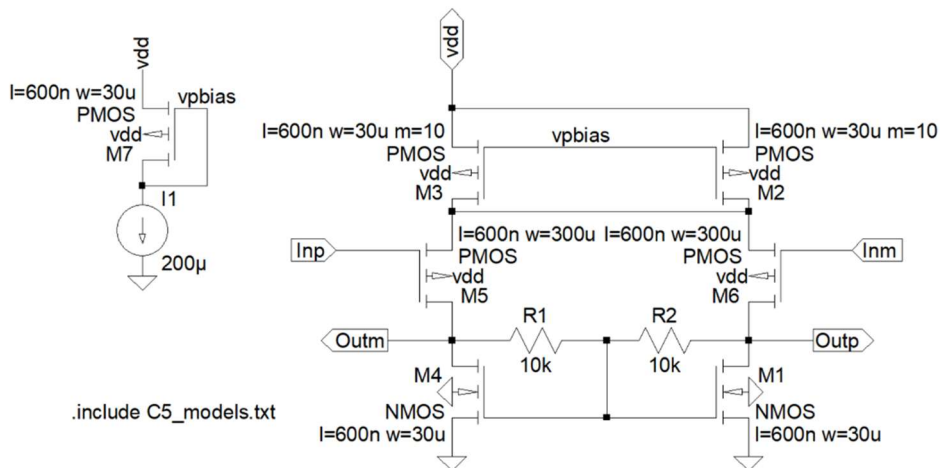 vdd
vdd
l=600n w=30u
vpbias
PMOS
vdd
M7
I1
200µ
l=600n w=30u m=10
PMOS
vdd
M3
vpbias
l=600n w=30u m=10
PMOS
vdd
M2
Inp
l=600n w=300u
PMOS
vdd
M5
l=600n w=300u
PMOS
vdd
M6
Inm
Outm
R1
10k
R2
10k
Outp
M4
NMOS
l=600n w=30u
M1
NMOS
l=600n w=30u
.include C5_models.txt